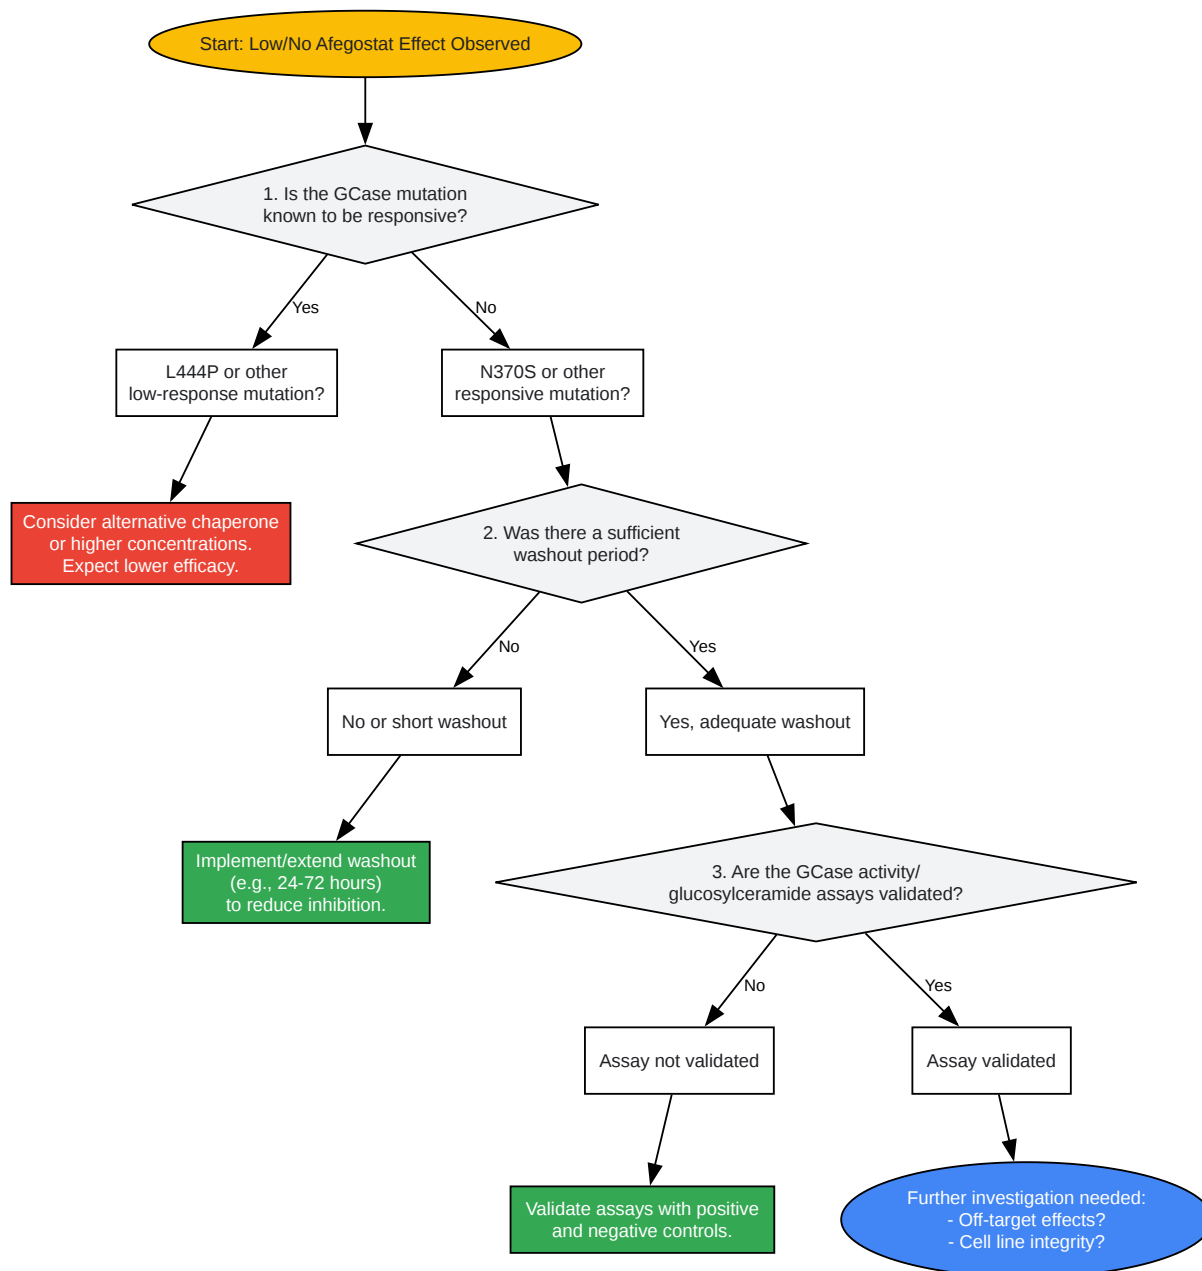 Start: Low/No Afegostat Effect Observed
1. Is the GCase mutation
known to be responsive?
Yes
No
L444P or other
low-response mutation?
N370S or other
responsive mutation?
Consider alternative chaperone
or higher concentrations.
Expect lower efficacy.
2. Was there a sufficient
washout period?
No
Yes
No or short washout
Yes, adequate washout
Implement/extend washout
(e.g., 24-72 hours)
to reduce inhibition.
3. Are the GCase activity/
glucosylceramide assays validated?
No
Yes
Assay not validated
Assay validated
Validate assays with positive
and negative controls.
Further investigation needed:
- Off-target effects?
- Cell line integrity?